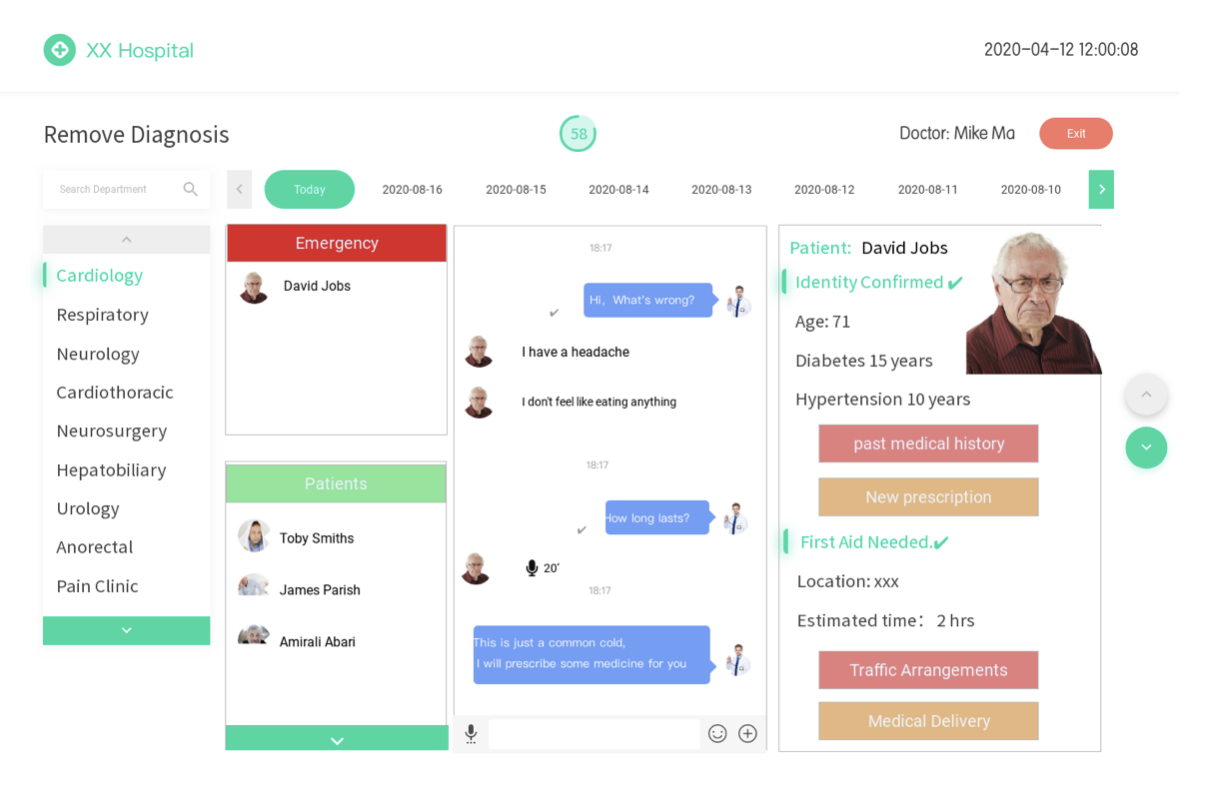 XX Hospital
2020-04-12 12:00:08
Remove Diagnosis
58
Doctor: Mike Ma
Exit
Search Department
Today
2020-08-16
2020-08-15
2020-08-14
2020-08-13
2020-08-12
2020-08-11
2020-08-10
Cardiology
Respiratory
Neurology
Cardiothoracic
Neurosurgery
Hepatobiliary
Urology
Anorectal
Pain Clinic
Emergency
David Jobs
Patients
Toby Smiths
James Parish
Amirali Abari
18:17
Hi, What's wrong?
I have a headache
I don't feel like eating anything
18:17
How long lasts?
20'
18:17
This is just a common cold,
I will prescribe some medicine for you
Patient: David Jobs
Identity Confirmed ✔
Age: 71
Diabetes 15 years
Hypertension 10 years
past medical history
New prescription
First Aid Needed.✔
Location: xxx
Estimated time: 2 hrs
Traffic Arrangements
Medical Delivery